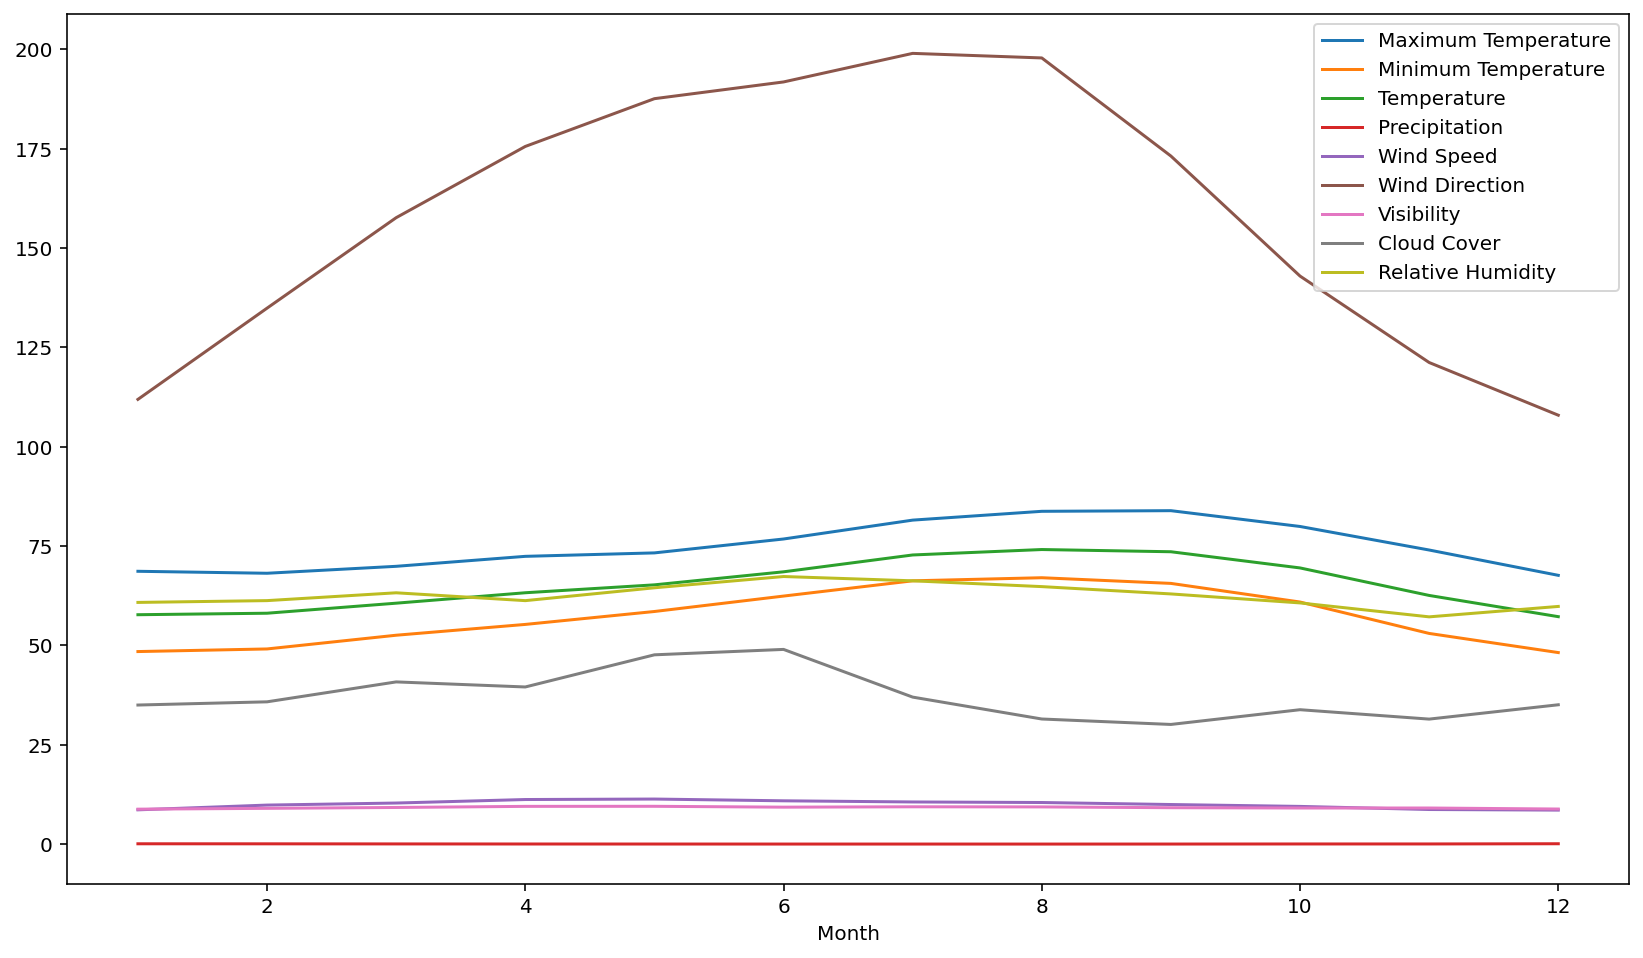 200
175
150
125
100
75
50
25
0
2 4 6 8 10 12
Month
Maximum Temperature
Minimum Temperature
Temperature
Precipitation
Wind Speed
Wind Direction
Visibility
Cloud Cover
Relative Humidity